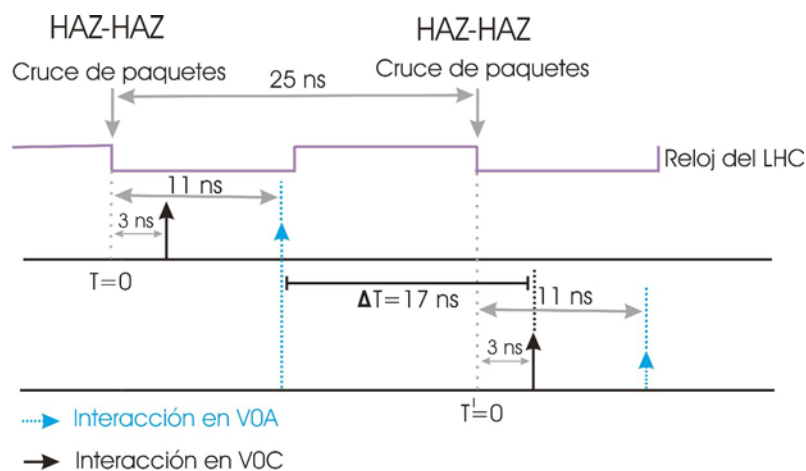 HAZ-HAZ
HAZ-HAZ
Cruce de paquetes
Cruce de paquetes
25 ns
Reloj del LHC
11 ns
3 ns
T=0
ΔT=17 ns
11 ns
3 ns
T'=0
Interacción en V0A
Interacción en V0C